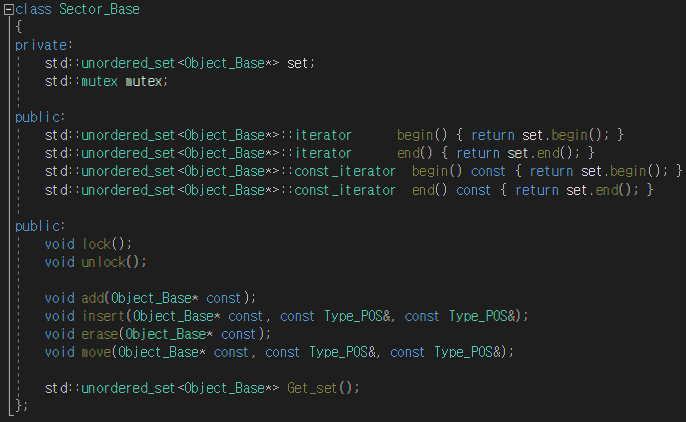 class Sector_Base
{
private:
    std::unordered_set<Object_Base*> set;
    std::mutex mutex;

public:
    std::unordered_set<Object_Base*>::iterator      begin() { return set.begin(); }
    std::unordered_set<Object_Base*>::iterator      end() { return set.end(); }
    std::unordered_set<Object_Base*>::const_iterator  begin() const { return set.begin(); }
    std::unordered_set<Object_Base*>::const_iterator  end() const { return set.end(); }

public:
    void lock();
    void unlock();

    void add(Object_Base* const);
    void insert(Object_Base* const, const Type_POS&, const Type_POS&);
    void erase(Object_Base* const);
    void move(Object_Base* const, const Type_POS&, const Type_POS&);

    std::unordered_set<Object_Base*> Get_set();
};